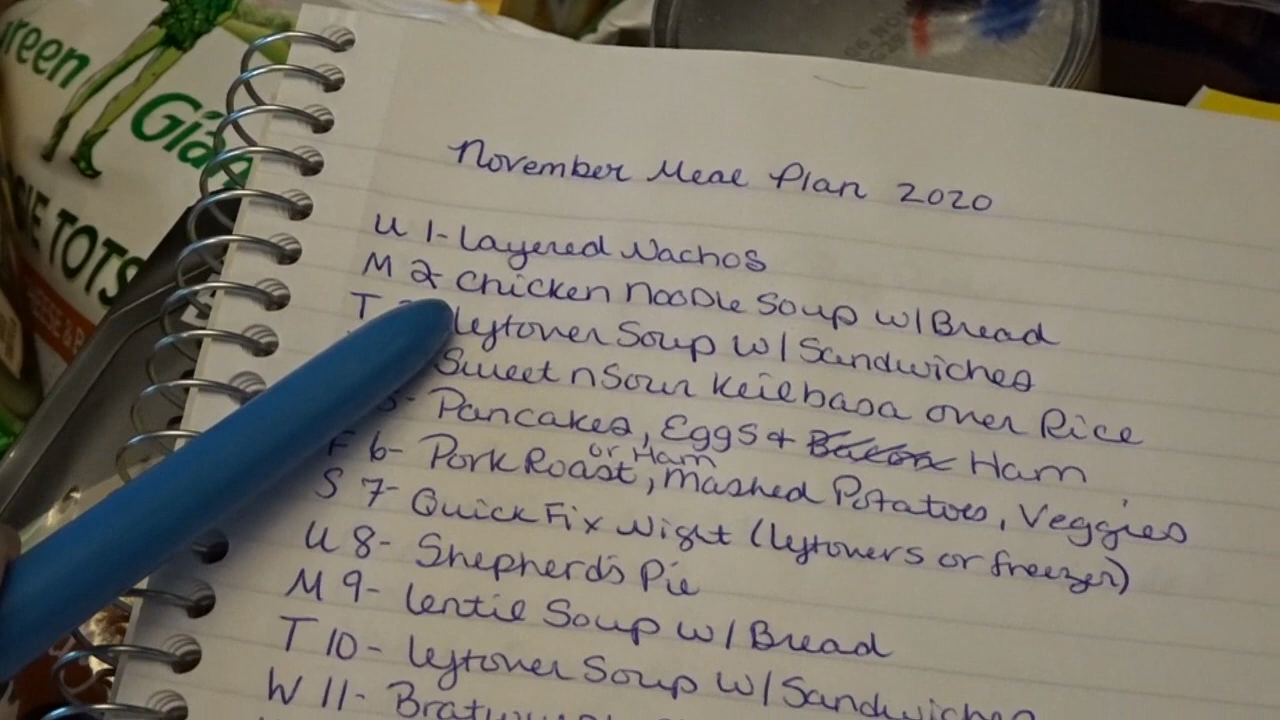 Green
Giant
TOTS
November Meal Plan 2020
U 1- Layered Nachos
M 2- Chicken Noodle Soup w/ Bread
T leftover Soup w/ Sandwiches
Sweet n Sour Keilbasa over Rice
5- Pancakes, Eggs + Bacon Ham
or Ham
F 6- Pork Roast, Mashed Potatoes, Veggies
S 7- Quick Fix Night (leftovers or freezer)
U 8- Shepherd's Pie
M 9- lentil Soup w/ Bread
T 10- leftover Soup w/ Sandwiches
W 11-